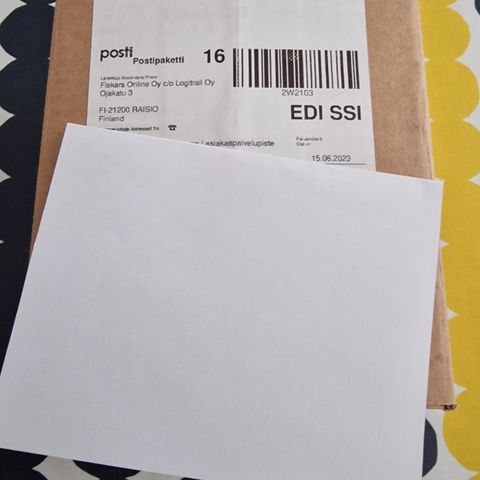 posti Postipaketti 16
2W2103
Fiskars Online Oy c/o Logitrail Oy
Ojakatu 3
EDI SSI
FI-21200 RAISIO
Finland
/ asiakaspalvelupiste
15.06.2023